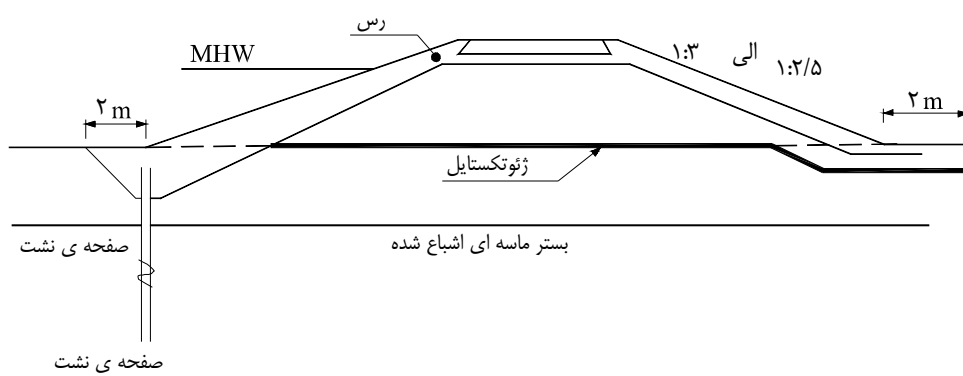 رس
MHW
۱:۳ الی ۱:۲/۵
۲ m
۲ m
ژئوتکستایل
صفحه ی نشت
بستر ماسه ای اشباع شده
صفحه ی نشت